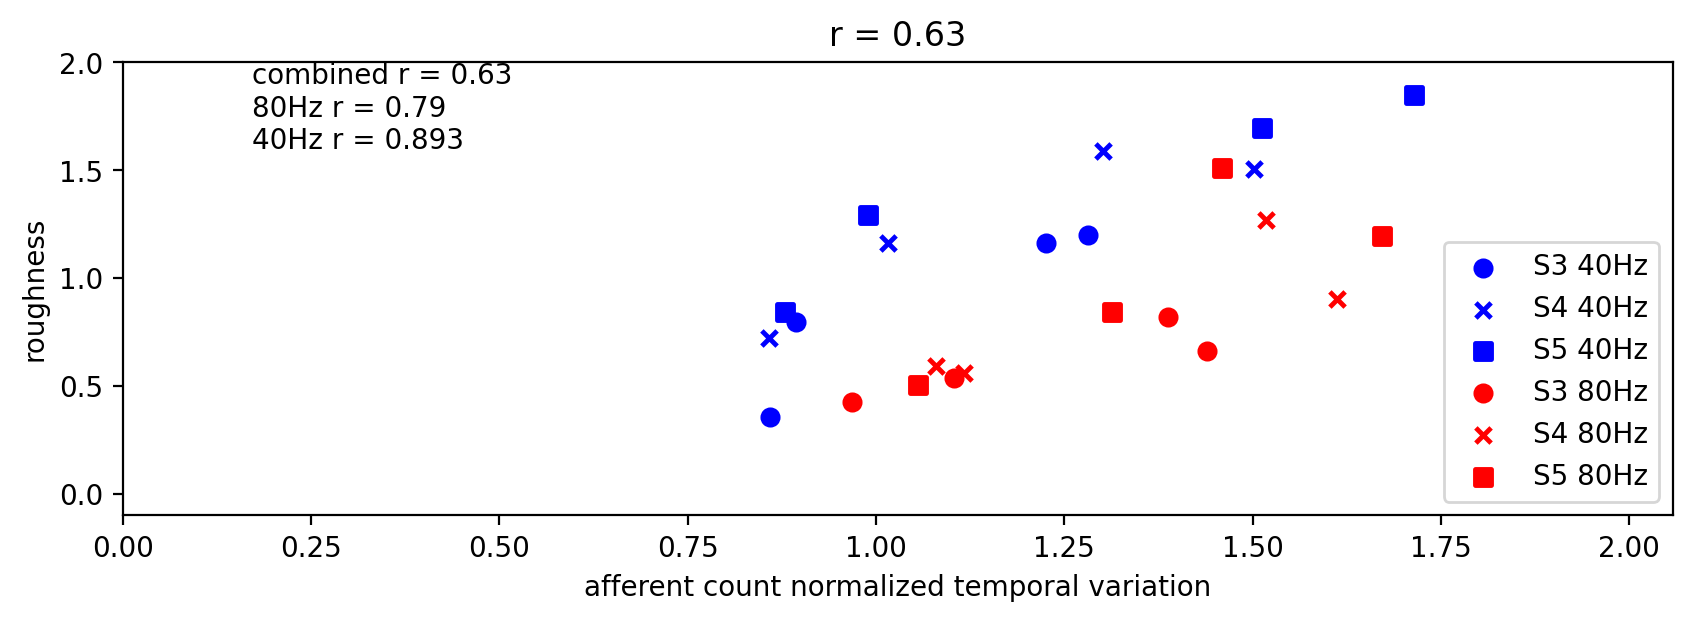 r = 0.63
combined r = 0.63
80Hz r = 0.79
40Hz r = 0.893
2.0
1.5
1.0
0.5
0.0
roughness
S3 40Hz
S4 40Hz
S5 40Hz
S3 80Hz
S4 80Hz
S5 80Hz
0.00 0.25 0.50 0.75 1.00 1.25 1.50 1.75 2.00
afferent count normalized temporal variation